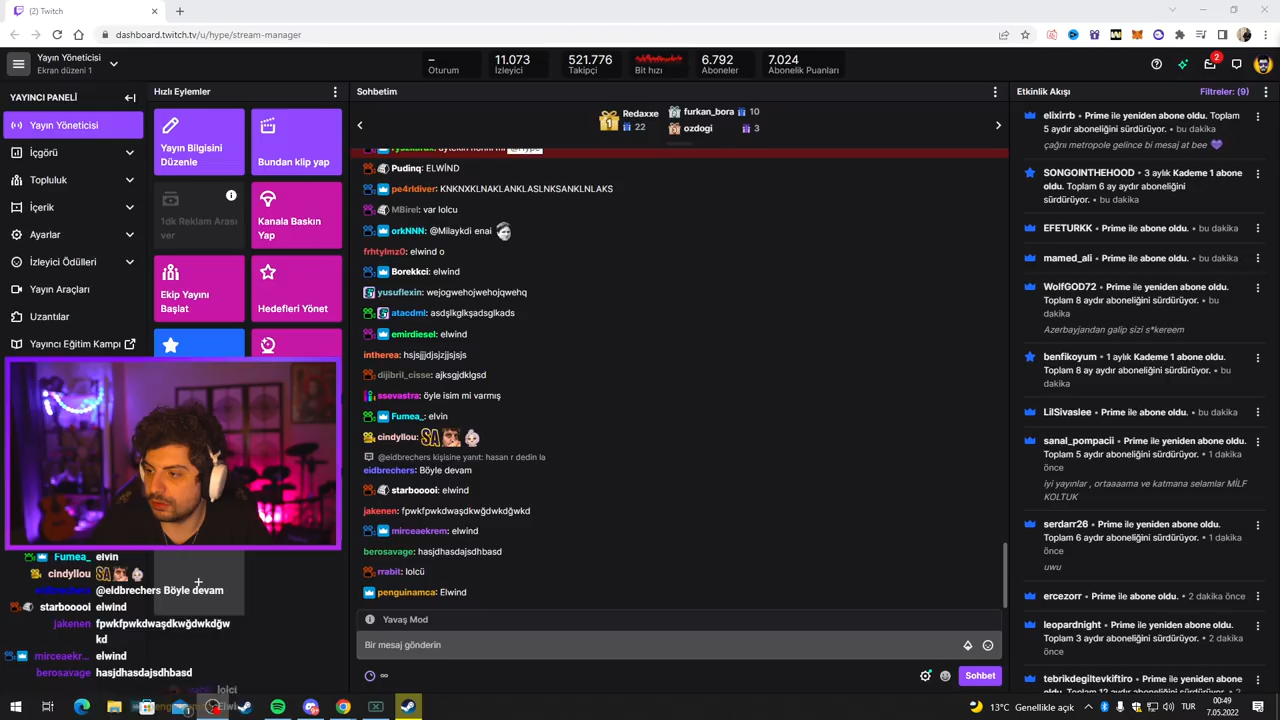 (2) Twitch
dashboard.twitch.tv/u/hype/stream-manager
Yayın Yöneticisi
Ekran düzeni 1
–
Oturum
11.073
İzleyici
521.776
Takipçi
Bit hızı
6.792
Aboneler
7.024
Abonelik Puanları
2
YAYINCI PANELİ
Yayın Yöneticisi
İçgörü
Topluluk
İçerik
Ayarlar
İzleyici Ödülleri
Yayın Araçları
Uzantılar
Yayıncı Eğitim Kampı
Hızlı Eylemler
Yayın Bilgisini
Düzenle
Bundan klip yap
1dk Reklam Arası
ver
Kanala Baskın
Yap
Ekip Yayını
Başlat
Hedefleri Yönet
Fumea_ elvin
cindyllou SA
@eldbrechers Böyle devam
starbooooi elwind
jakenen fpwkfpwkdwaşdkwğdwkdğw
kd
mirceaekr... elwind
berosavage hasjdhasdajsdhbasd
Sohbetim
1
Redaxxe
22
furkan_bora 10
ozdogi 3
Pudinq: ELWİND
pe4rldiver: KNKNXKLNAKLANKLASLNKSANKLNLAKS
MBirel: var lolcu
orkNNN: @Milaykdi enai
frhtylmz0: elwind o
Borekkci: elwind
yusuflexin: wejogwehojwehojqwehq
atacdml: asdşlkglkşadsglkads
emirdiesel: elwind
intherea: hsjsjjjdjsjzjjsjsjs
dijibril_cisse: ajksgjdklgsd
ssevastra: öyle isim mi varmış
Fumea_: elvin
cindyllou: SA
@eidbrechers kişisine yanıt: hasan r dedin la
eidbrechers: Böyle devam
starbooooi: elwind
jakenen: fpwkfpwkdwaşdkwğdwkdğwkd
mirceaekrem: elwind
berosavage: hasjdhasdajsdhbasd
rrabit: lolcü
penguinamca: Elwind
Yavaş Mod
Bir mesaj gönderin
Sohbet
Etkinlik Akışı
Filtreler: (9)
elixirrb • Prime ile yeniden abone oldu. Toplam
5 aydır aboneliğini sürdürüyor. • bu dakika
çağrı metropole gelince bi mesaj at bee
SONGOINTHEHOOD • 3 aylık Kademe 1 abone
oldu. Toplam 6 ay aydır aboneliğini
sürdürüyor. • bu dakika
EFETURKK • Prime ile abone oldu. • bu dakika
mamed_ali • Prime ile abone oldu. • bu dakika
WolfGOD72 • Prime ile yeniden abone oldu.
Toplam 8 aydır aboneliğini sürdürüyor. • bu
dakika
Azerbayjandan galip sizi s*kereem
benfikoyum • 1 aylık Kademe 1 abone oldu.
Toplam 8 ay aydır aboneliğini sürdürüyor. • bu
dakika
LilSivaslee • Prime ile abone oldu. • bu dakika
sanal_pompacii • Prime ile yeniden abone oldu.
Toplam 5 aydır aboneliğini sürdürüyor. • 1 dakika
önce
iyi yayınlar , ortaaaama ve katmana selamlar MİLF
KOLTUK
serdarr26 • Prime ile yeniden abone oldu.
Toplam 6 aydır aboneliğini sürdürüyor. • 1 dakika
önce
uwu
ercezorr • Prime ile abone oldu. • 2 dakika önce
leopardnight • Prime ile yeniden abone oldu.
Toplam 3 aydır aboneliğini sürdürüyor. • 2 dakika
önce
tebrikdegiltevkiftiro • Prime ile yeniden abone
13°C Genellikle açık
TUR
00:49
7.05.2022